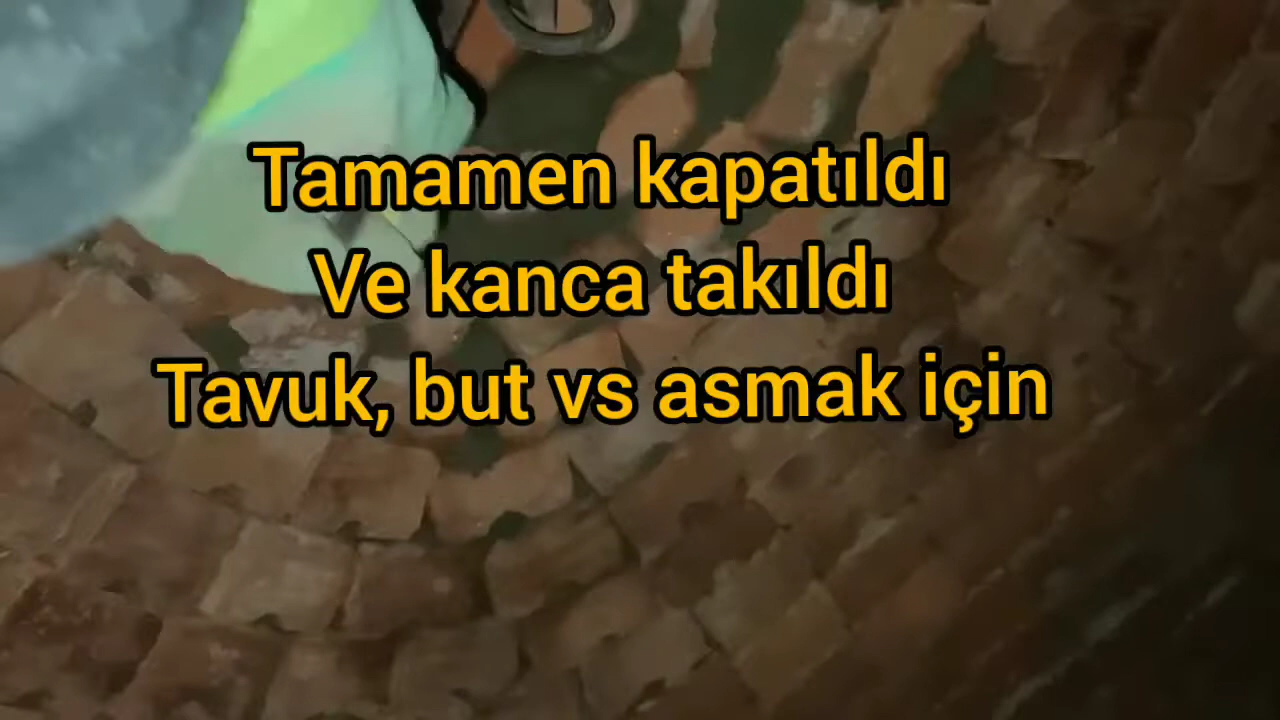 Tamamen kapatıldı
Ve kanca takıldı
Tavuk, but vs asmak için